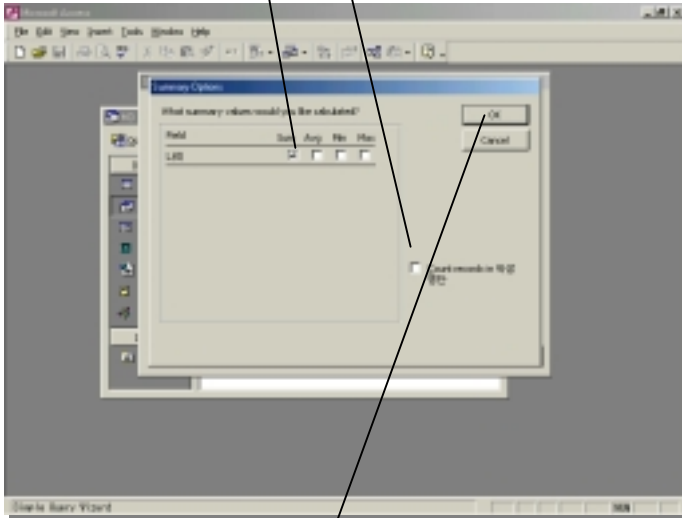 Microsoft Access
File Edit View Insert Tools Window Help
Summary Options
What summary values would you like calculated?
OK
Field Sum Avg Min Max
Cancel
Count records in
Simple Query Wizard
NUM